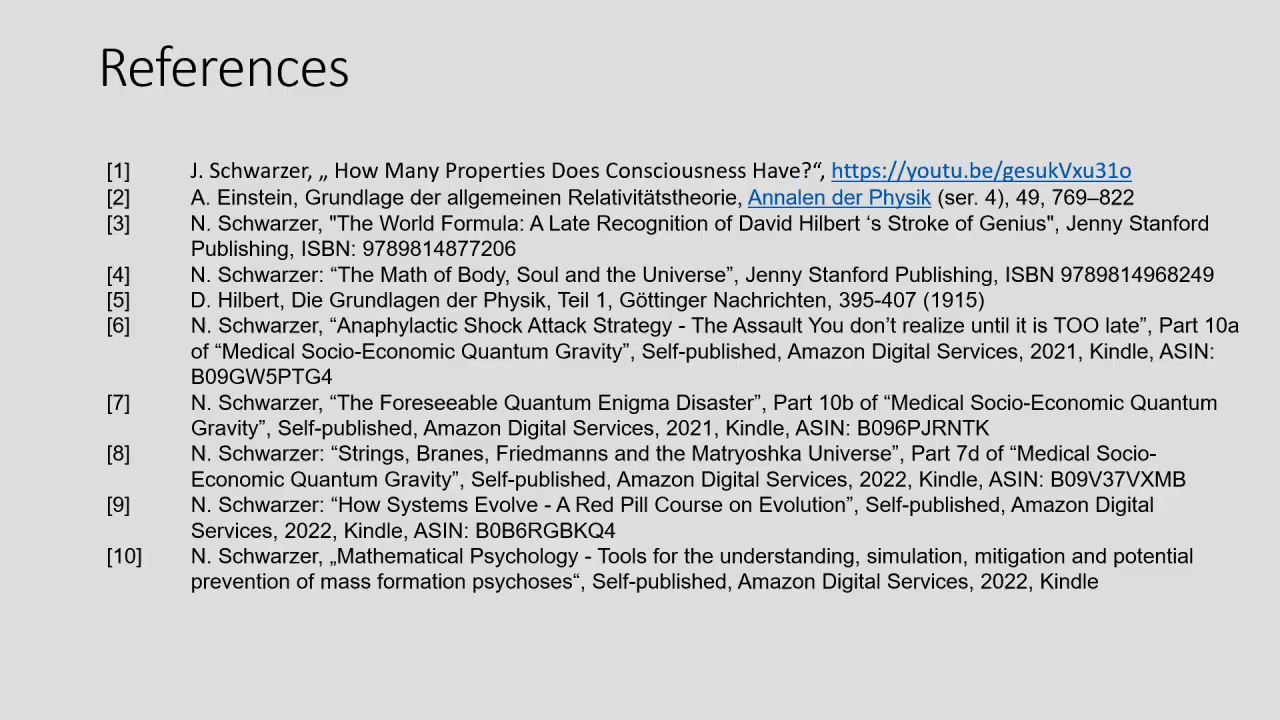 References
[1] J. Schwarzer, „ How Many Properties Does Consciousness Have?“, https://youtu.be/gesukVxu31o
[2] A. Einstein, Grundlage der allgemeinen Relativitätstheorie, Annalen der Physik (ser. 4), 49, 769–822
[3] N. Schwarzer, "The World Formula: A Late Recognition of David Hilbert ‘s Stroke of Genius", Jenny Stanford
Publishing, ISBN: 9789814877206
[4] N. Schwarzer: “The Math of Body, Soul and the Universe”, Jenny Stanford Publishing, ISBN 9789814968249
[5] D. Hilbert, Die Grundlagen der Physik, Teil 1, Göttinger Nachrichten, 395-407 (1915)
[6] N. Schwarzer, “Anaphylactic Shock Attack Strategy - The Assault You don’t realize until it is TOO late”, Part 10a
of “Medical Socio-Economic Quantum Gravity”, Self-published, Amazon Digital Services, 2021, Kindle, ASIN:
B09GW5PTG4
[7] N. Schwarzer, “The Foreseeable Quantum Enigma Disaster”, Part 10b of “Medical Socio-Economic Quantum
Gravity”, Self-published, Amazon Digital Services, 2021, Kindle, ASIN: B096PJRNTK
[8] N. Schwarzer: “Strings, Branes, Friedmanns and the Matryoshka Universe”, Part 7d of “Medical Socio-
Economic Quantum Gravity”, Self-published, Amazon Digital Services, 2022, Kindle, ASIN: B09V37VXMB
[9] N. Schwarzer: “How Systems Evolve - A Red Pill Course on Evolution”, Self-published, Amazon Digital
Services, 2022, Kindle, ASIN: B0B6RGBKQ4
[10] N. Schwarzer, „Mathematical Psychology - Tools for the understanding, simulation, mitigation and potential
prevention of mass formation psychoses“, Self-published, Amazon Digital Services, 2022, Kindle